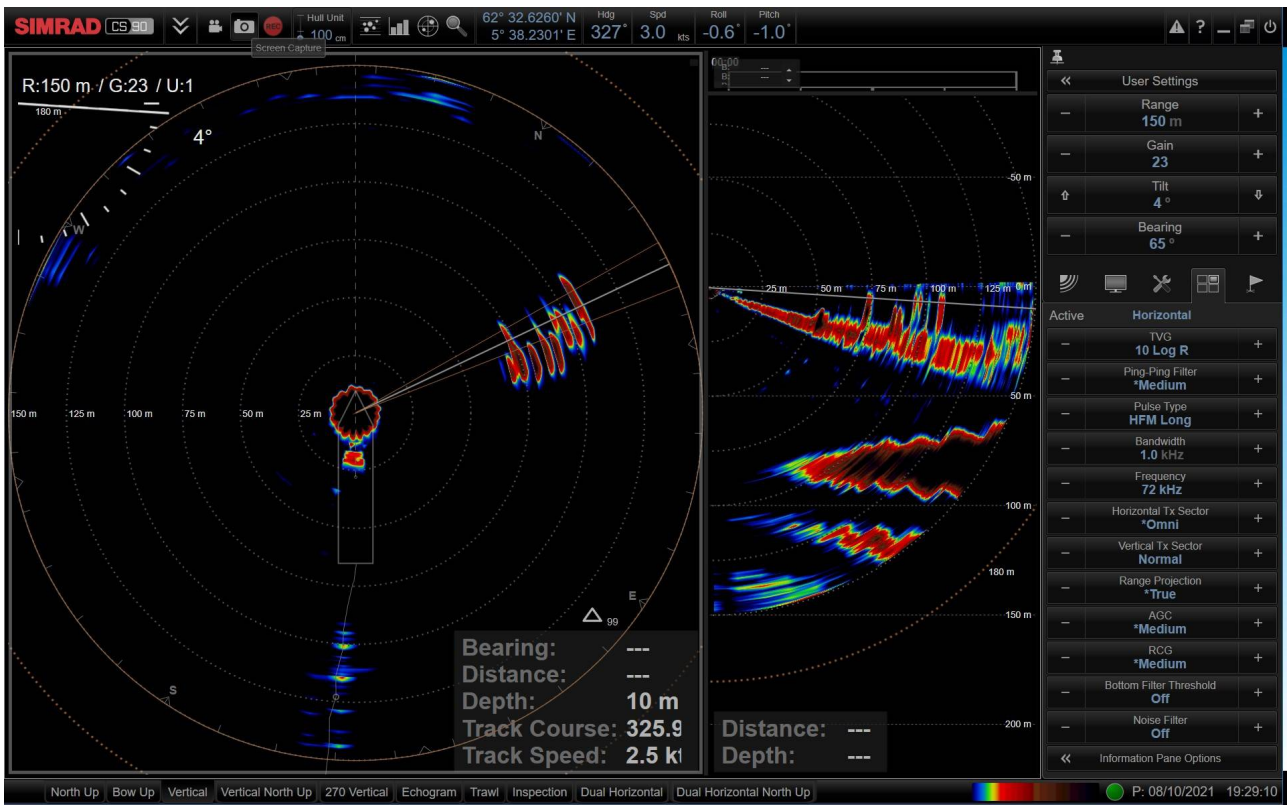 SIMRAD CS90
REC
Hull Unit
100 cm
62° 32.6260' N
5° 38.2301' E
Hdg
327°
Spd
3.0 kts
Roll
-0.6°
Pitch
-1.0°
Screen Capture
R:150 m / G:23 / U:1
180 m
4°
N
W
S
E
99
150 m
125 m
100 m
75 m
50 m
25 m
Bearing: ---
Distance: ---
Depth: 10 m
Track Course: 325.9
Track Speed: 2.5 kt
B: ---
-50 m
25 m
50 m
75 m
100 m
125 m
0 m
50 m
100 m
180 m
150 m
200 m
Distance: ---
Depth: ---
User Settings
Range
150 m
Gain
23
Tilt
4°
Bearing
65°
Active Horizontal
TVG
10 Log R
Ping-Ping Filter
*Medium
Pulse Type
HFM Long
Bandwidth
1.0 kHz
Frequency
72 kHz
Horizontal Tx Sector
*Omni
Vertical Tx Sector
Normal
Range Projection
*True
AGC
*Medium
RCG
*Medium
Bottom Filter Threshold
Off
Noise Filter
Off
Information Pane Options
North Up Bow Up Vertical Vertical North Up 270 Vertical Echogram Trawl Inspection Dual Horizontal Dual Horizontal North Up
P: 08/10/2021 19:29:10